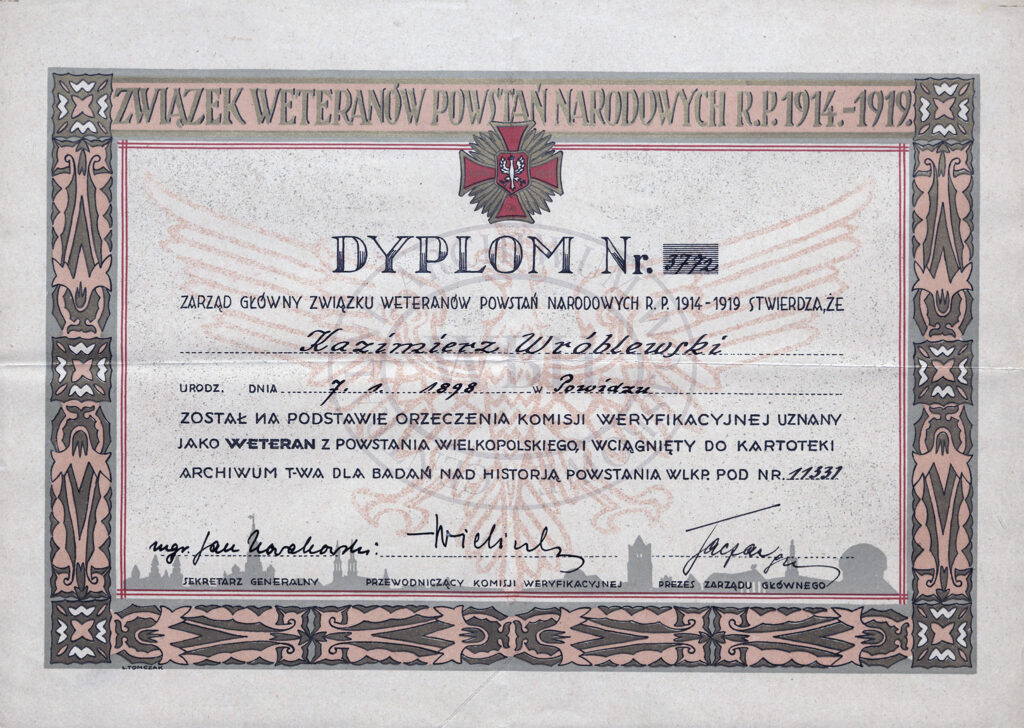 ZWIĄZEK WETERANÓW POWSTAŃ NARODOWYCH R.P. 1914.-1919.
DYPLOM Nr. 3772
ZARZĄD GŁÓWNY ZWIĄZKU WETERANÓW POWSTAŃ NARODOWYCH R. P. 1914-1919 STWIERDZA, ŻE
Kazimierz Wróblewski
URODZ. DNIA 7. 1. 1898 W Powidzu
ZOSTAŁ NA PODSTAWIE ORZECZENIA KOMISJI WERYFIKACYJNEJ UZNANY
JAKO WETERAN Z POWSTANIA WIELKOPOLSKIEGO, I WCIĄGNIĘTY DO KARTOTEKI
ARCHIWUM T-WA DLA BADAŃ NAD HISTORJĄ POWSTANIA WLKP. POD NR. 11331
mgr. Jan Nowakowski
SEKRETARZ GENERALNY PRZEWODNICZĄCY KOMISJI WERYFIKACYJNEJ PREZES ZARZĄDU GŁÓWNEGO
L. TOMCZAK